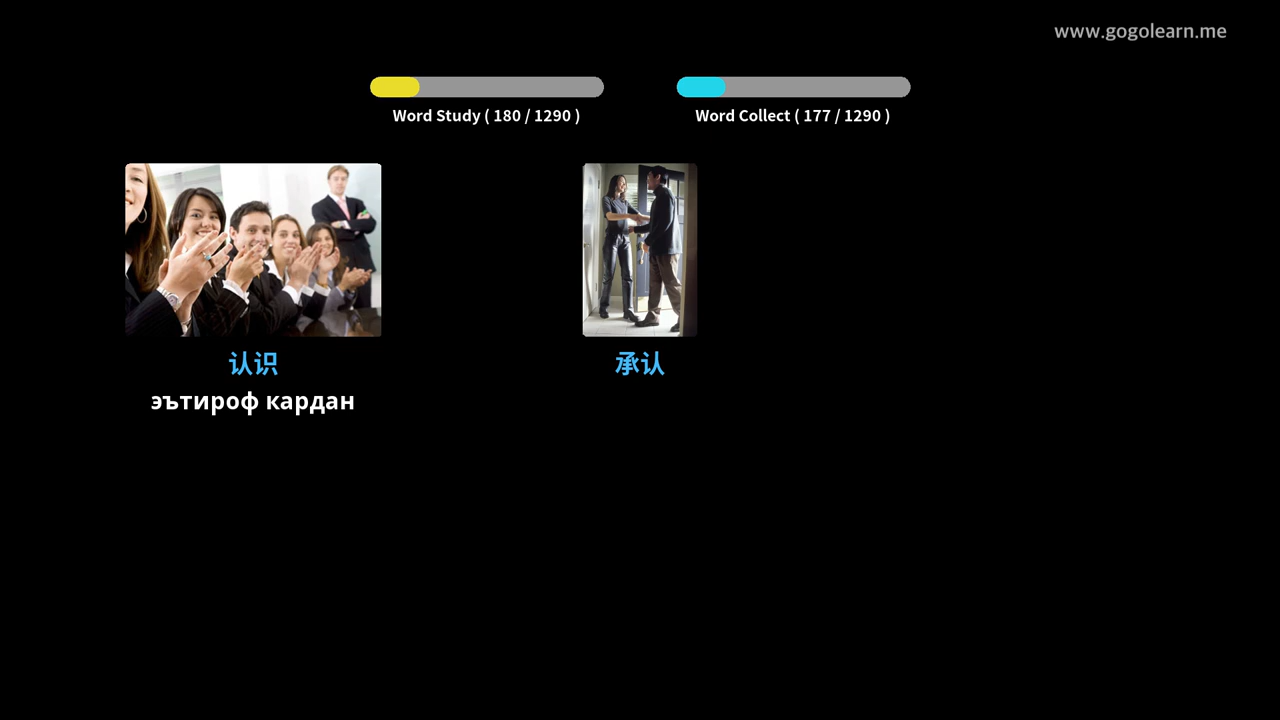 www.gogolearn.me
Word Study ( 180 / 1290 )
Word Collect ( 177 / 1290 )
认识
承认
эътироф кардан